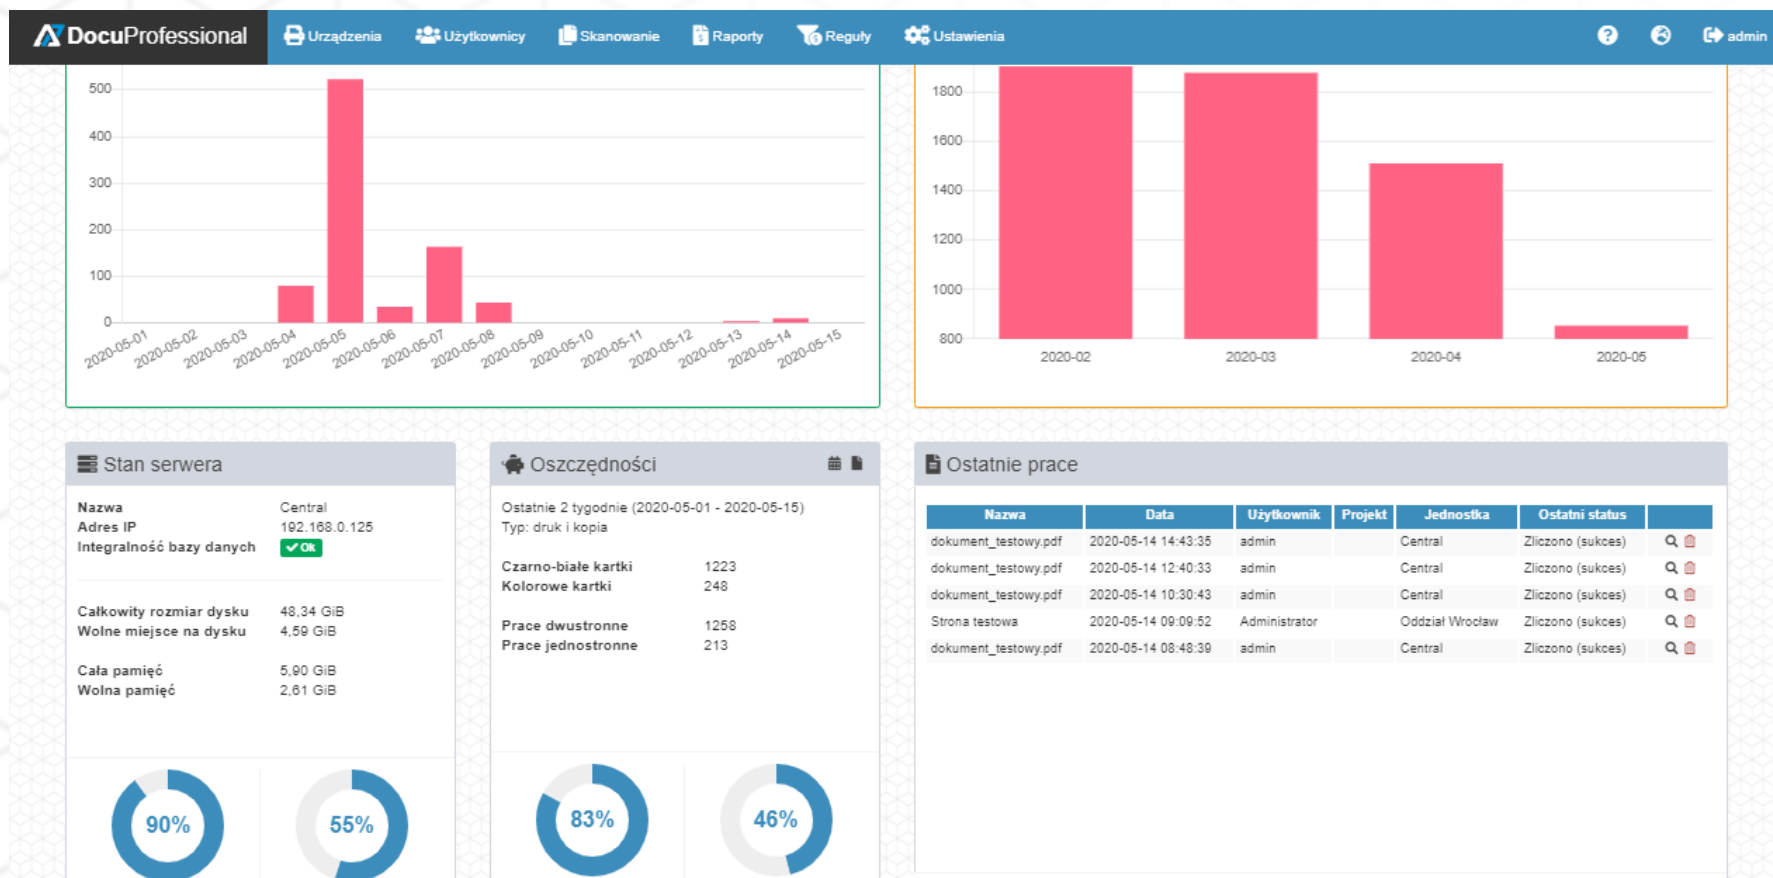 DocuProfessional Urządzenia Użytkownicy Skanowanie Raporty Reguły Ustawienia ? admin
500
400
300
200
100
0
2020-05-01 2020-05-02 2020-05-03 2020-05-04 2020-05-05 2020-05-06 2020-05-07 2020-05-08 2020-05-09 2020-05-10 2020-05-11 2020-05-12 2020-05-13 2020-05-14 2020-05-15
1800
1600
1400
1200
1000
800
2020-02 2020-03 2020-04 2020-05
Stan serwera
Nazwa Central
Adres IP 192.168.0.125
Integralność bazy danych Ok
Całkowity rozmiar dysku 48,34 GiB
Wolne miejsce na dysku 4,59 GiB
Cała pamięć 5,90 GiB
Wolna pamięć 2,61 GiB
90% 55%
Oszczędności
Ostatnie 2 tygodnie (2020-05-01 - 2020-05-15)
Typ: druk i kopia
Czarno-białe kartki 1223
Kolorowe kartki 248
Prace dwustronne 1258
Prace jednostronne 213
83% 46%
Ostatnie prace
Nazwa Data Użytkownik Projekt Jednostka Ostatni status
dokument_testowy.pdf 2020-05-14 14:43:35 admin Central Zliczono (sukces)
dokument_testowy.pdf 2020-05-14 12:40:33 admin Central Zliczono (sukces)
dokument_testowy.pdf 2020-05-14 10:30:43 admin Central Zliczono (sukces)
Strona testowa 2020-05-14 09:09:52 Administrator Oddział Wrocław Zliczono (sukces)
dokument_testowy.pdf 2020-05-14 08:48:39 admin Central Zliczono (sukces)